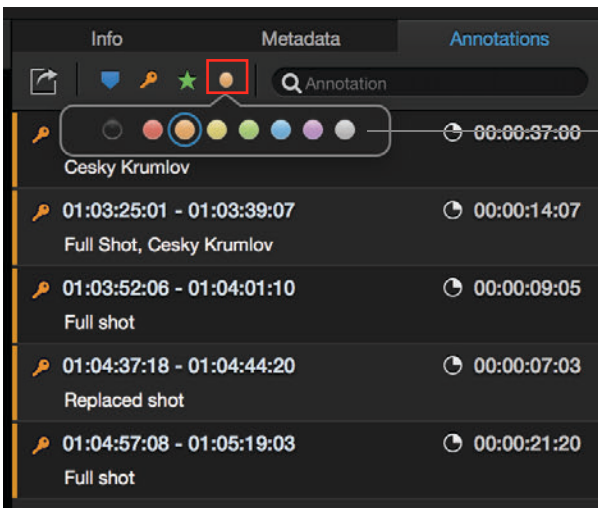 Info Metadata Annotations
Annotation
00:00:37:00
Cesky Krumlov
01:03:25:01 - 01:03:39:07 00:00:14:07
Full Shot, Cesky Krumlov
01:03:52:06 - 01:04:01:10 00:00:09:05
Full shot
01:04:37:18 - 01:04:44:20 00:00:07:03
Replaced shot
01:04:57:08 - 01:05:19:03 00:00:21:20
Full shot